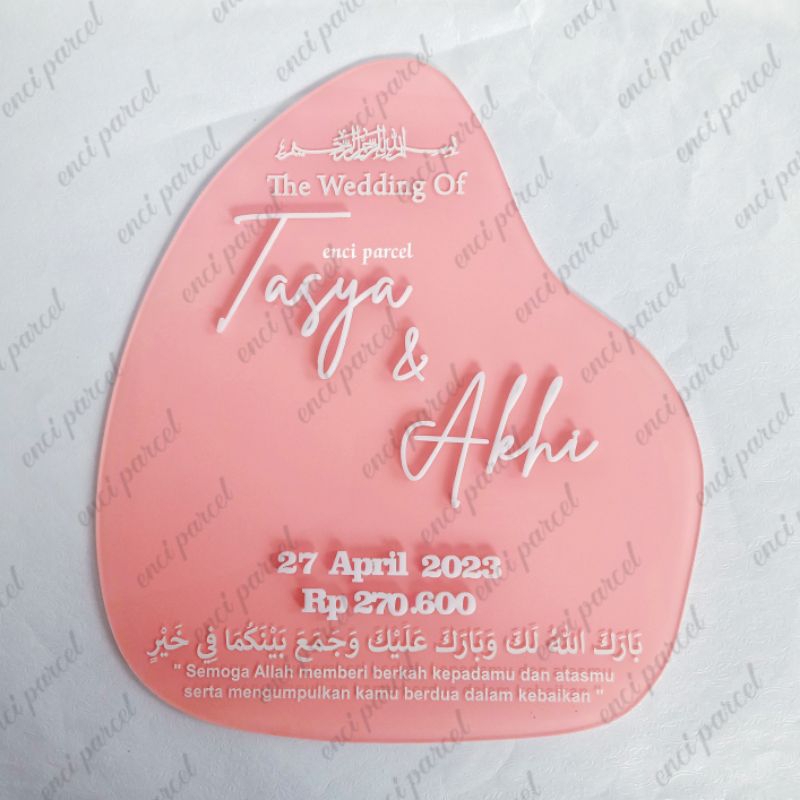 The Wedding Of
enci parcel
Tasya
&
Akhi
27 April 2023
Rp 270.600
بَارَكَ اللهُ لَكَ وَبَارَكَ عَلَيْكَ وَجَمَعَ بَيْنَكُمَا فِي خَيْرٍ
" Semoga Allah memberi berkah kepadamu dan atasmu
serta mengumpulkan kamu berdua dalam kebaikan "